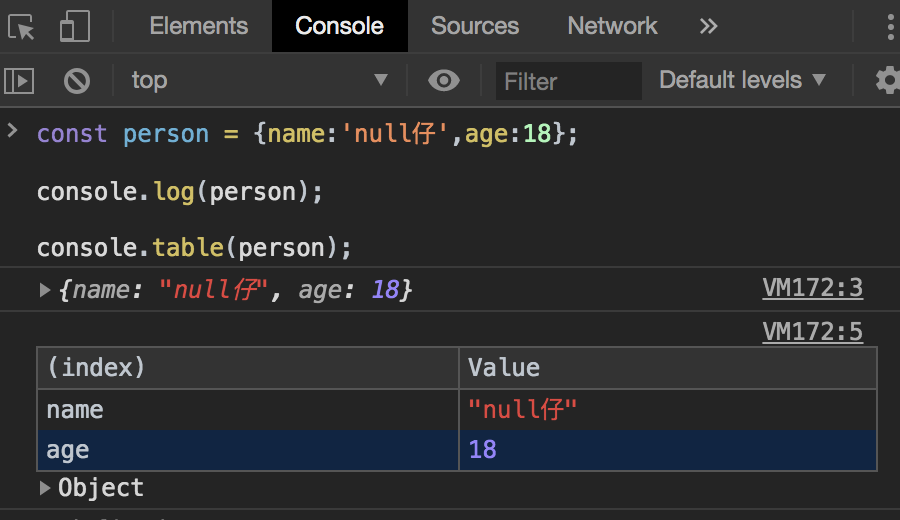 Elements Console Sources Network »
top Filter Default levels
const person = {name:'null仔',age:18};
console.log(person);
console.table(person);
{name: "null仔", age: 18} VM172:3
VM172:5
(index) Value
name "null仔"
age 18
Object